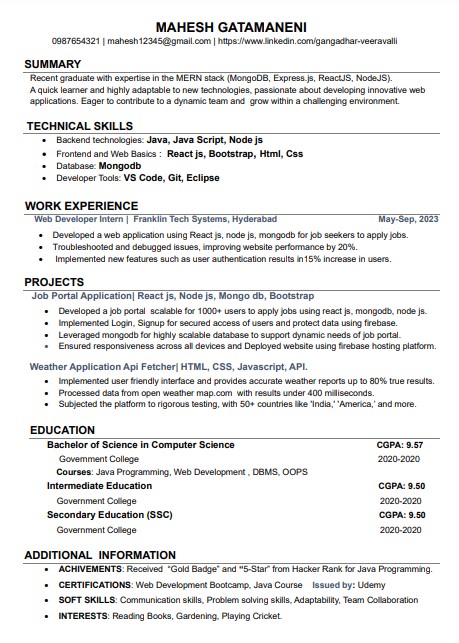 MAHESH GATAMANENI
0987654321 | mahesh12345@gmail.com | https://www.linkedin.com/gangadhar-veeravalli
SUMMARY
Recent graduate with expertise in the MERN stack (MongoDB, Express.js, ReactJS, NodeJS).
A quick learner and highly adaptable to new technologies, passionate about developing innovative web
applications. Eager to contribute to a dynamic team and grow within a challenging environment.
TECHNICAL SKILLS
• Backend technologies: Java, Java Script, Node js
• Frontend and Web Basics : React js, Bootstrap, Html, Css
• Database: Mongodb
• Developer Tools: VS Code, Git, Eclipse
WORK EXPERIENCE
Web Developer Intern | Franklin Tech Systems, Hyderabad May-Sep, 2023
• Developed a web application using React js, node js, mongodb for job seekers to apply jobs.
• Troubleshooted and debugged issues, improving website performance by 20%.
• Implemented new features such as user authentication results in15% increase in users.
PROJECTS
Job Portal Application| React js, Node js, Mongo db, Bootstrap
• Developed a job portal scalable for 1000+ users to apply jobs using react js, mongodb, node js.
• Implemented Login, Signup for secured access of users and protect data using firebase.
• Leveraged mongodb for highly scalable database to support dynamic needs of job portal.
• Ensured responsiveness across all devices and Deployed website using firebase hosting platform.
Weather Application Api Fetcher| HTML, CSS, Javascript, API.
• Implemented user friendly interface and provides accurate weather reports up to 80% true results.
• Processed data from open weather map.com with results under 400 milliseconds.
• Subjected the platform to rigorous testing, with 50+ countries like 'India,' 'America,' and more.
EDUCATION
Bachelor of Science in Computer Science CGPA: 9.57
Government College 2020-2020
Courses: Java Programming, Web Development , DBMS, OOPS
Intermediate Education CGPA: 9.50
Government College 2020-2020
Secondary Education (SSC) CGPA: 9.50
Government College 2020-2020
ADDITIONAL INFORMATION
• ACHIVEMENTS: Received “Gold Badge” and “5-Star” from Hacker Rank for Java Programming.
• CERTIFICATIONS: Web Development Bootcamp, Java Course Issued by: Udemy
• SOFT SKILLS: Communication skills, Problem solving skills, Adaptability, Team Collaboration
• INTERESTS: Reading Books, Gardening, Playing Cricket.